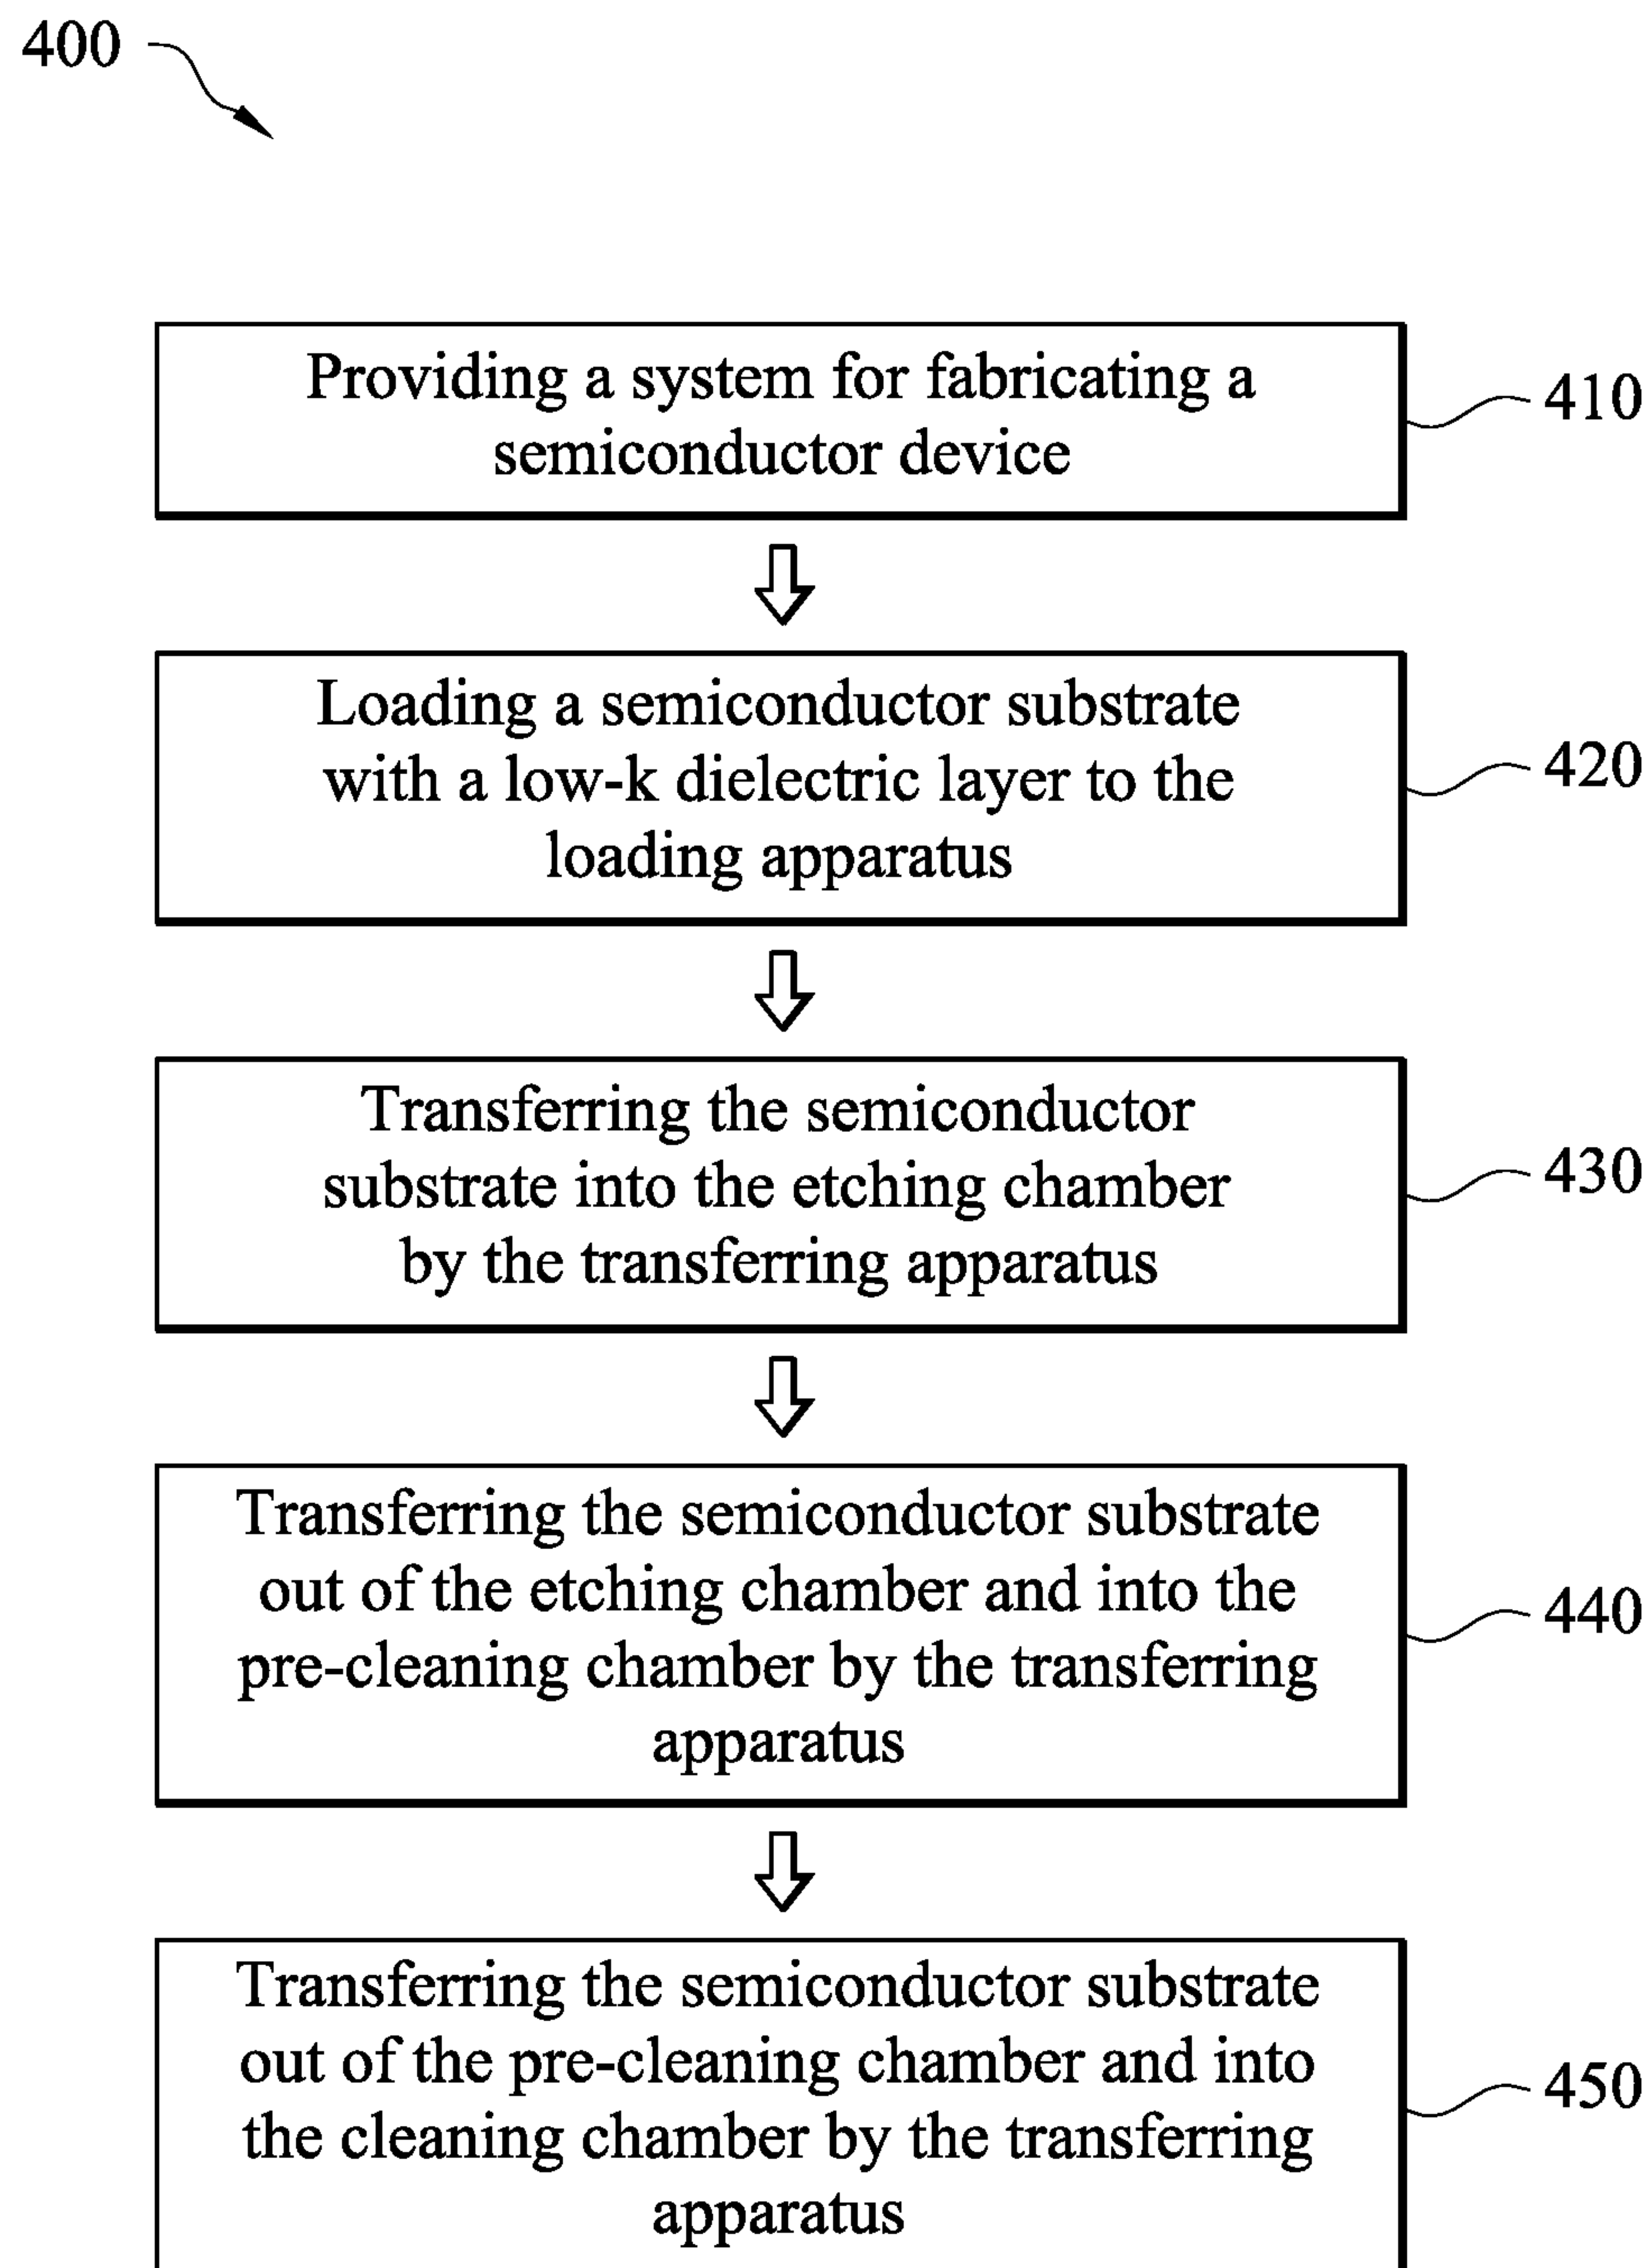 400
Providing a system for fabricating a
semiconductor device
410
Loading a semiconductor substrate
with a low-k dielectric layer to the
loading apparatus
420
Transferring the semiconductor
substrate into the etching chamber
by the transferring apparatus
430
Transferring the semiconductor substrate
out of the etching chamber and into the
pre-cleaning chamber by the transferring
apparatus
440
Transferring the semiconductor substrate
out of the pre-cleaning chamber and into
the cleaning chamber by the transferring
apparatus
450